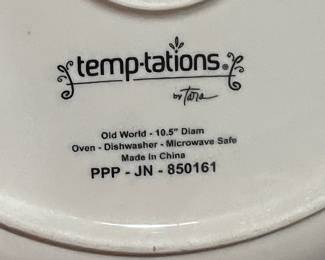 temp-tations®
by Tara
Old World - 10.5" Diam
Oven - Dishwasher - Microwave Safe
Made in China
PPP - JN - 850161